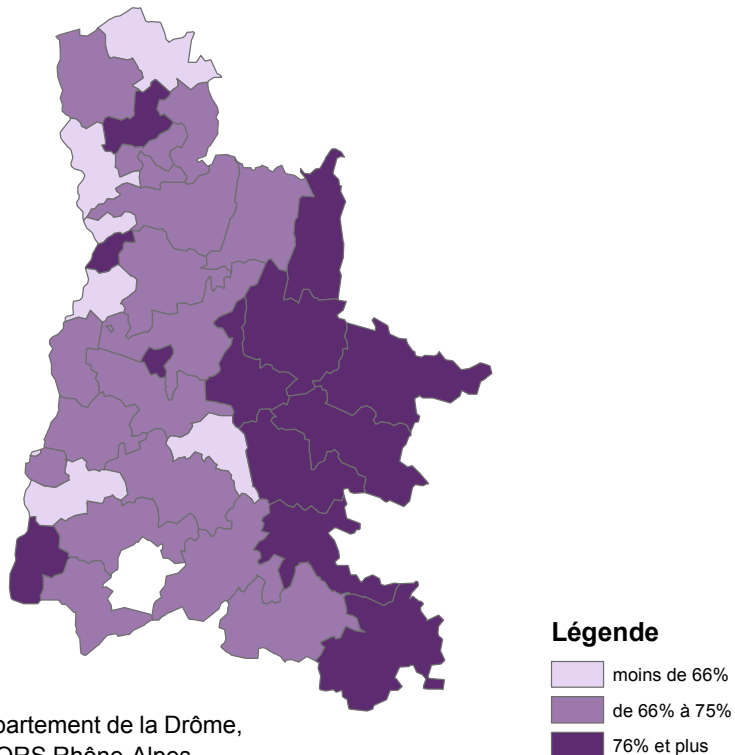 Légende
moins de 66%
de 66% à 75%
76% et plus
partement de la Drôme,
ORS Rhône-Alpes